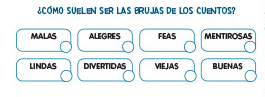 ¿CÓMO SUELEN SER LAS BRUJAS DE LOS CUENTOS?
MALAS ALEGRES FEAS MENTIROSAS
LINDAS DIVERTIDAS VIEJAS BUENAS